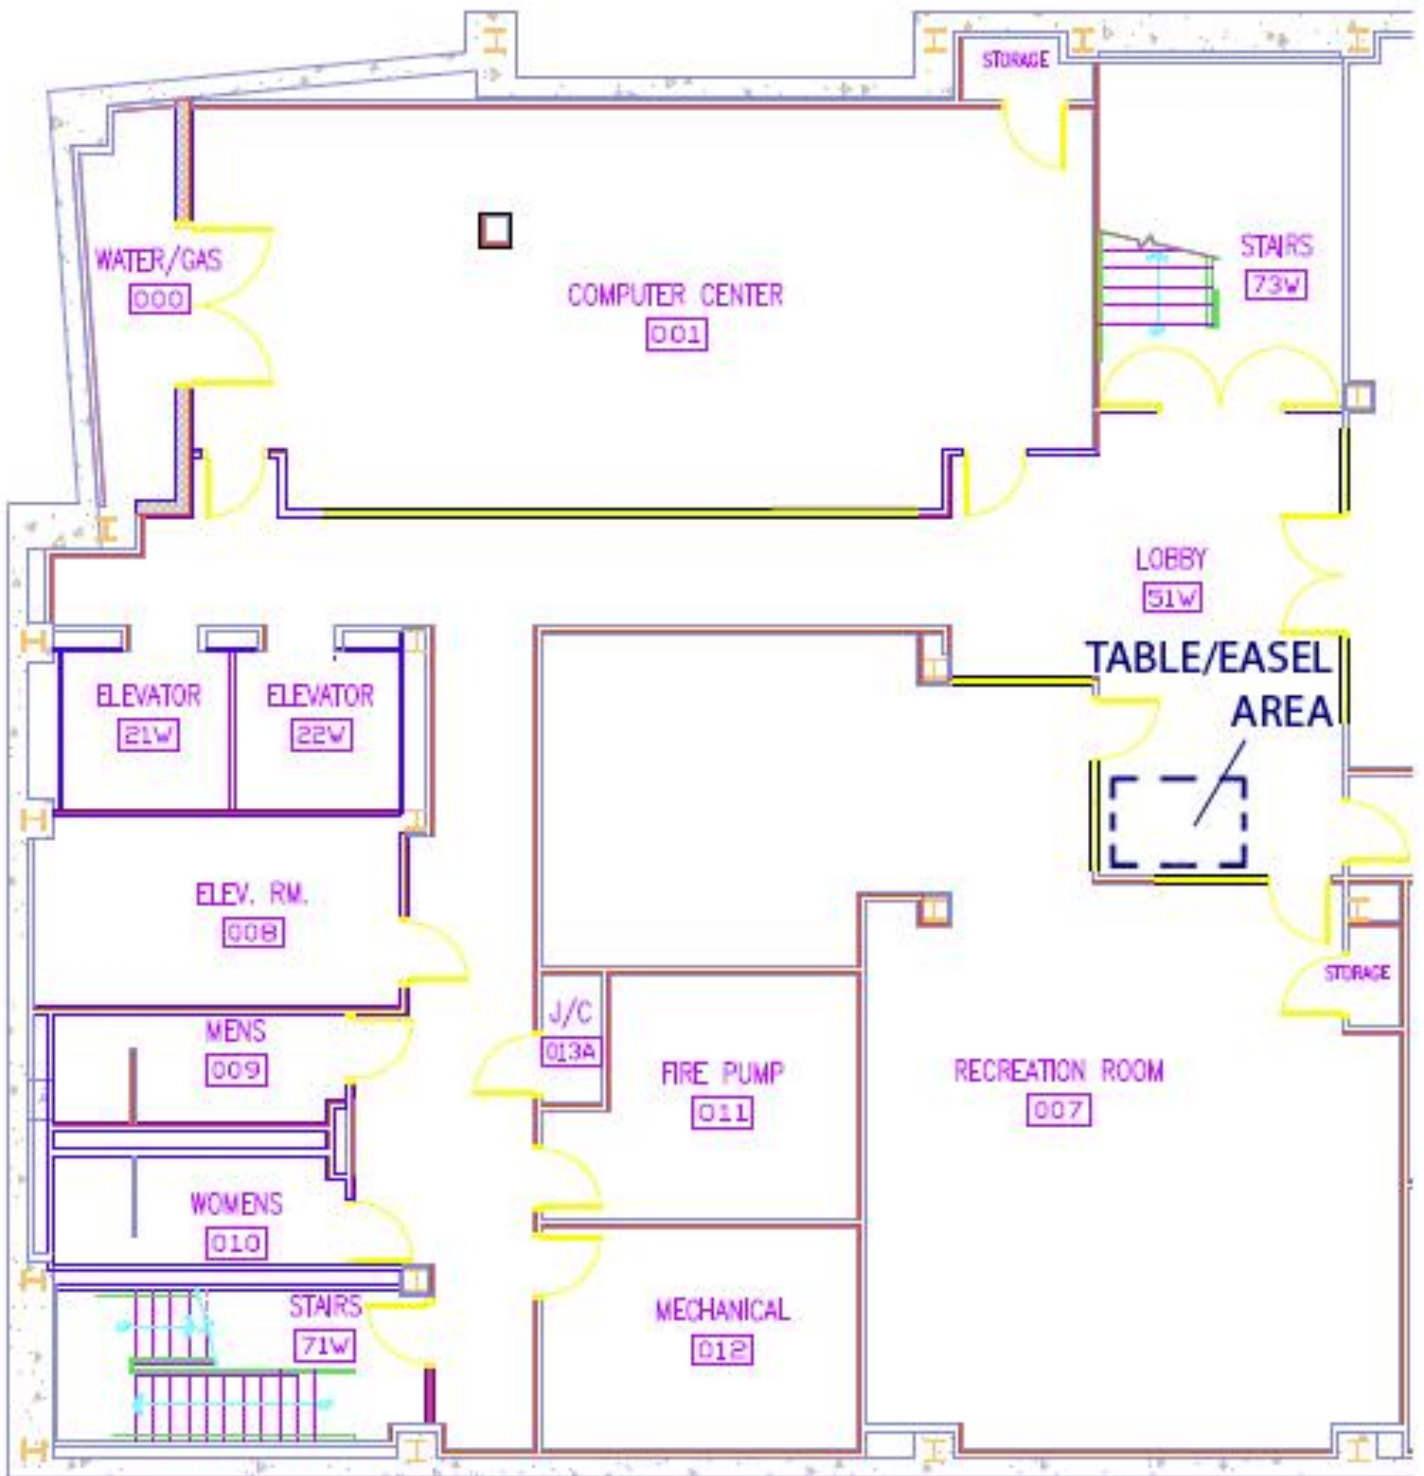 STORAGE
WATER/GAS
000
COMPUTER CENTER
001
STAIRS
73W
LOBBY
51W
TABLE/EASEL
AREA
ELEVATOR
21W
ELEVATOR
22W
ELEV. RM.
008
STORAGE
MENS
009
J/C
013A
FIRE PUMP
011
RECREATION ROOM
007
WOMENS
010
STAIRS
71W
MECHANICAL
012